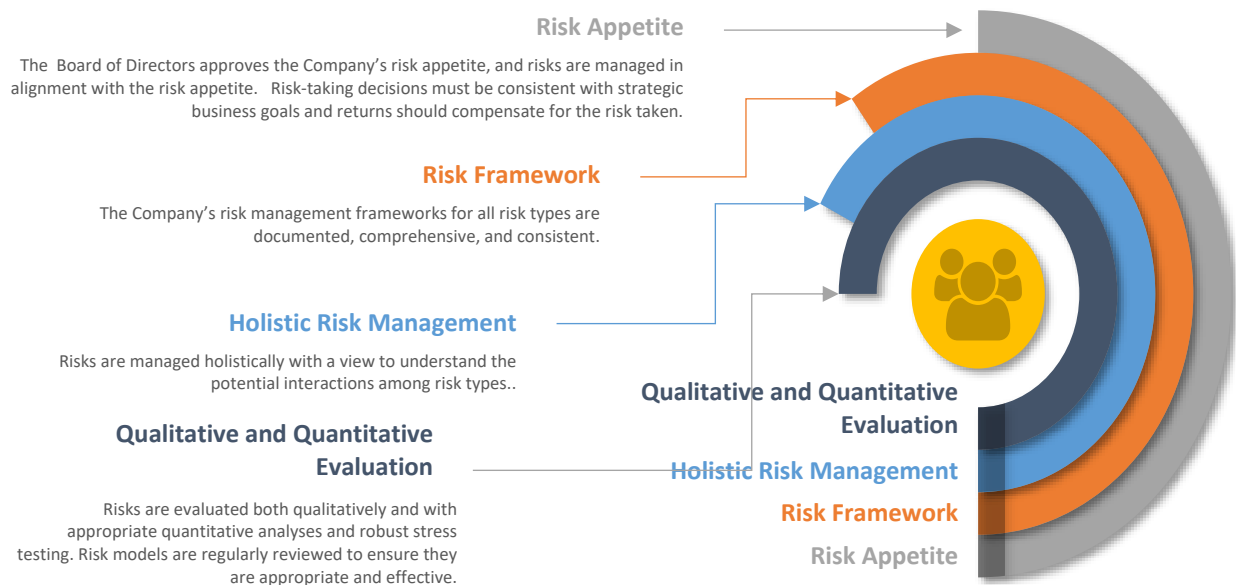 Risk Appetite
The  Board of Directors approves the Company's risk appetite, and risks are managed in
alignment with the risk appetite.   Risk-taking decisions must be consistent with strategic
business goals and returns should compensate for the risk taken.
Risk Framework
The Company's risk management frameworks for all risk types are
documented, comprehensive, and consistent.
Holistic Risk Management
Risks are managed holistically with a view to understand the
potential interactions among risk types..
Qualitative and Quantitative
Evaluation
Risks are evaluated both qualitatively and with
appropriate quantitative analyses and robust stress
testing. Risk models are regularly reviewed to ensure they
are appropriate and effective.
Qualitative and Quantitative
Evaluation
Holistic Risk Management
Risk Framework
Risk Appetite